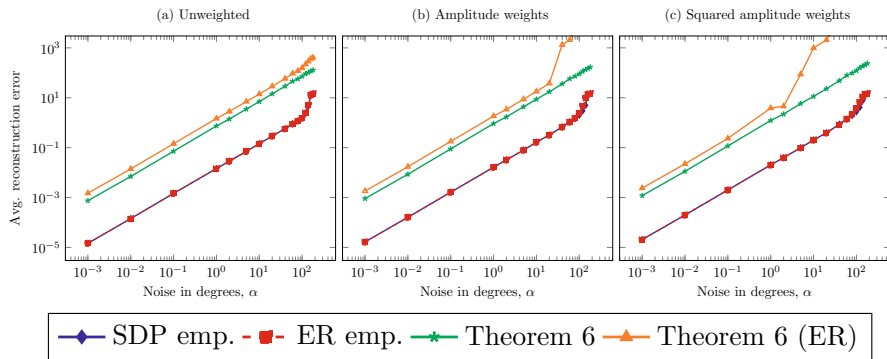 (a) Unweighted
(b) Amplitude weights
(c) Squared amplitude weights
Avg. reconstruction error
10^3
10^1
10^−1
10^−3
10^−5
10^−3 10^−2 10^−1 10^0 10^1 10^2
10^−3 10^−2 10^−1 10^0 10^1 10^2
10^−3 10^−2 10^−1 10^0 10^1 10^2
Noise in degrees, α
Noise in degrees, α
Noise in degrees, α
SDP emp. ER emp. Theorem 6 Theorem 6 (ER)